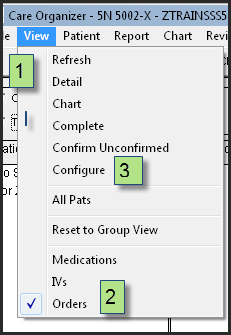 Care Organizer - 5N 5002-X - ZTRAINSSS5
View Patient Report Chart Revi
1
Refresh
Detail
Chart
Complete
Confirm Unconfirmed
Configure
3
All Pats
Reset to Group View
Medications
IVs
Orders
2